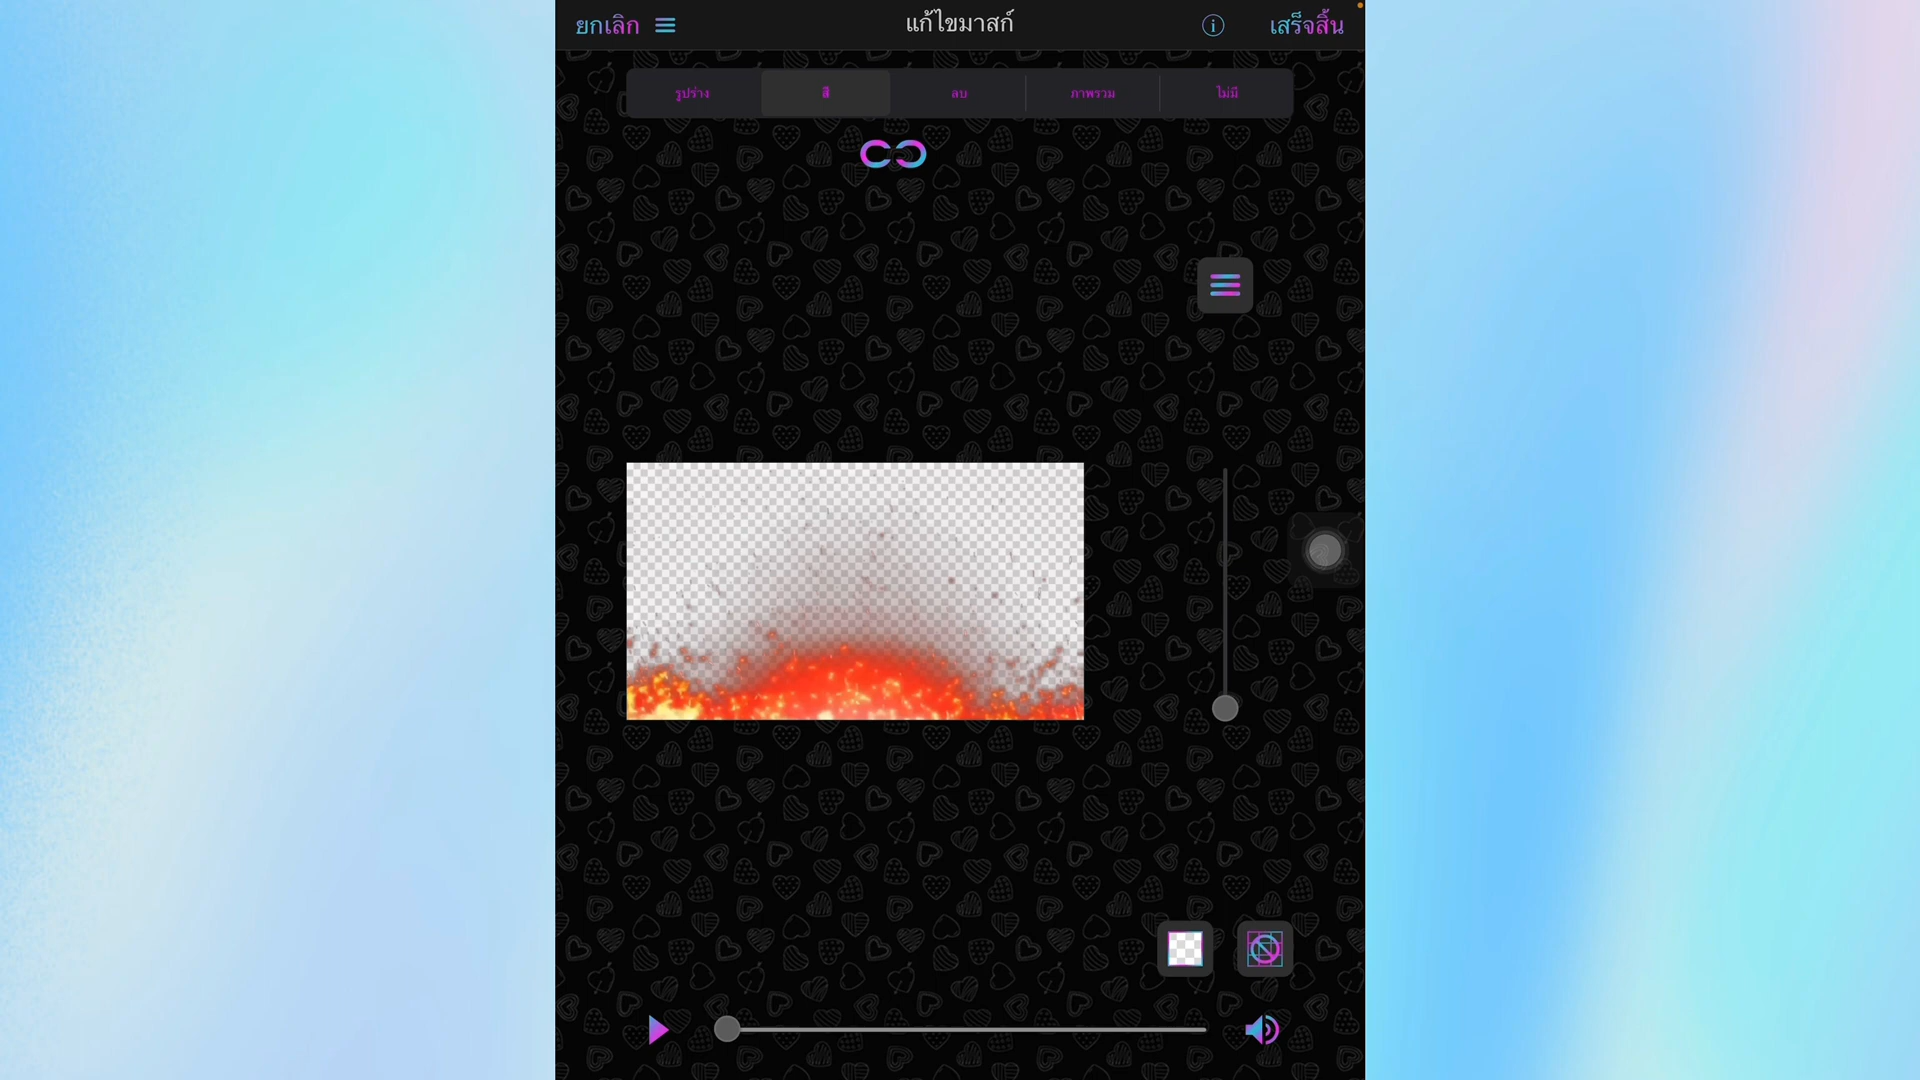 ยกเลิก แก้ไขมาสก์ เสร็จสิ้น
รูปร่าง สี ลบ ภาพรวม ไม่มี